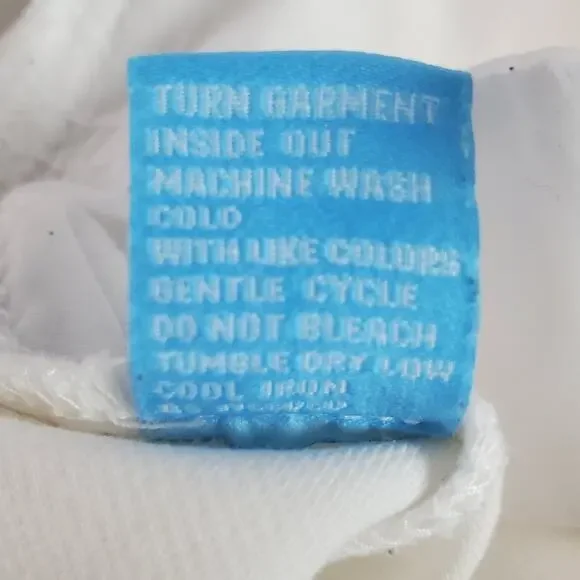 TURN GARMENT
INSIDE OUT
MACHINE WASH
COLD
WITH LIKE COLORS
GENTLE CYCLE
DO NOT BLEACH
TUMBLE DRY LOW
COOL IRON